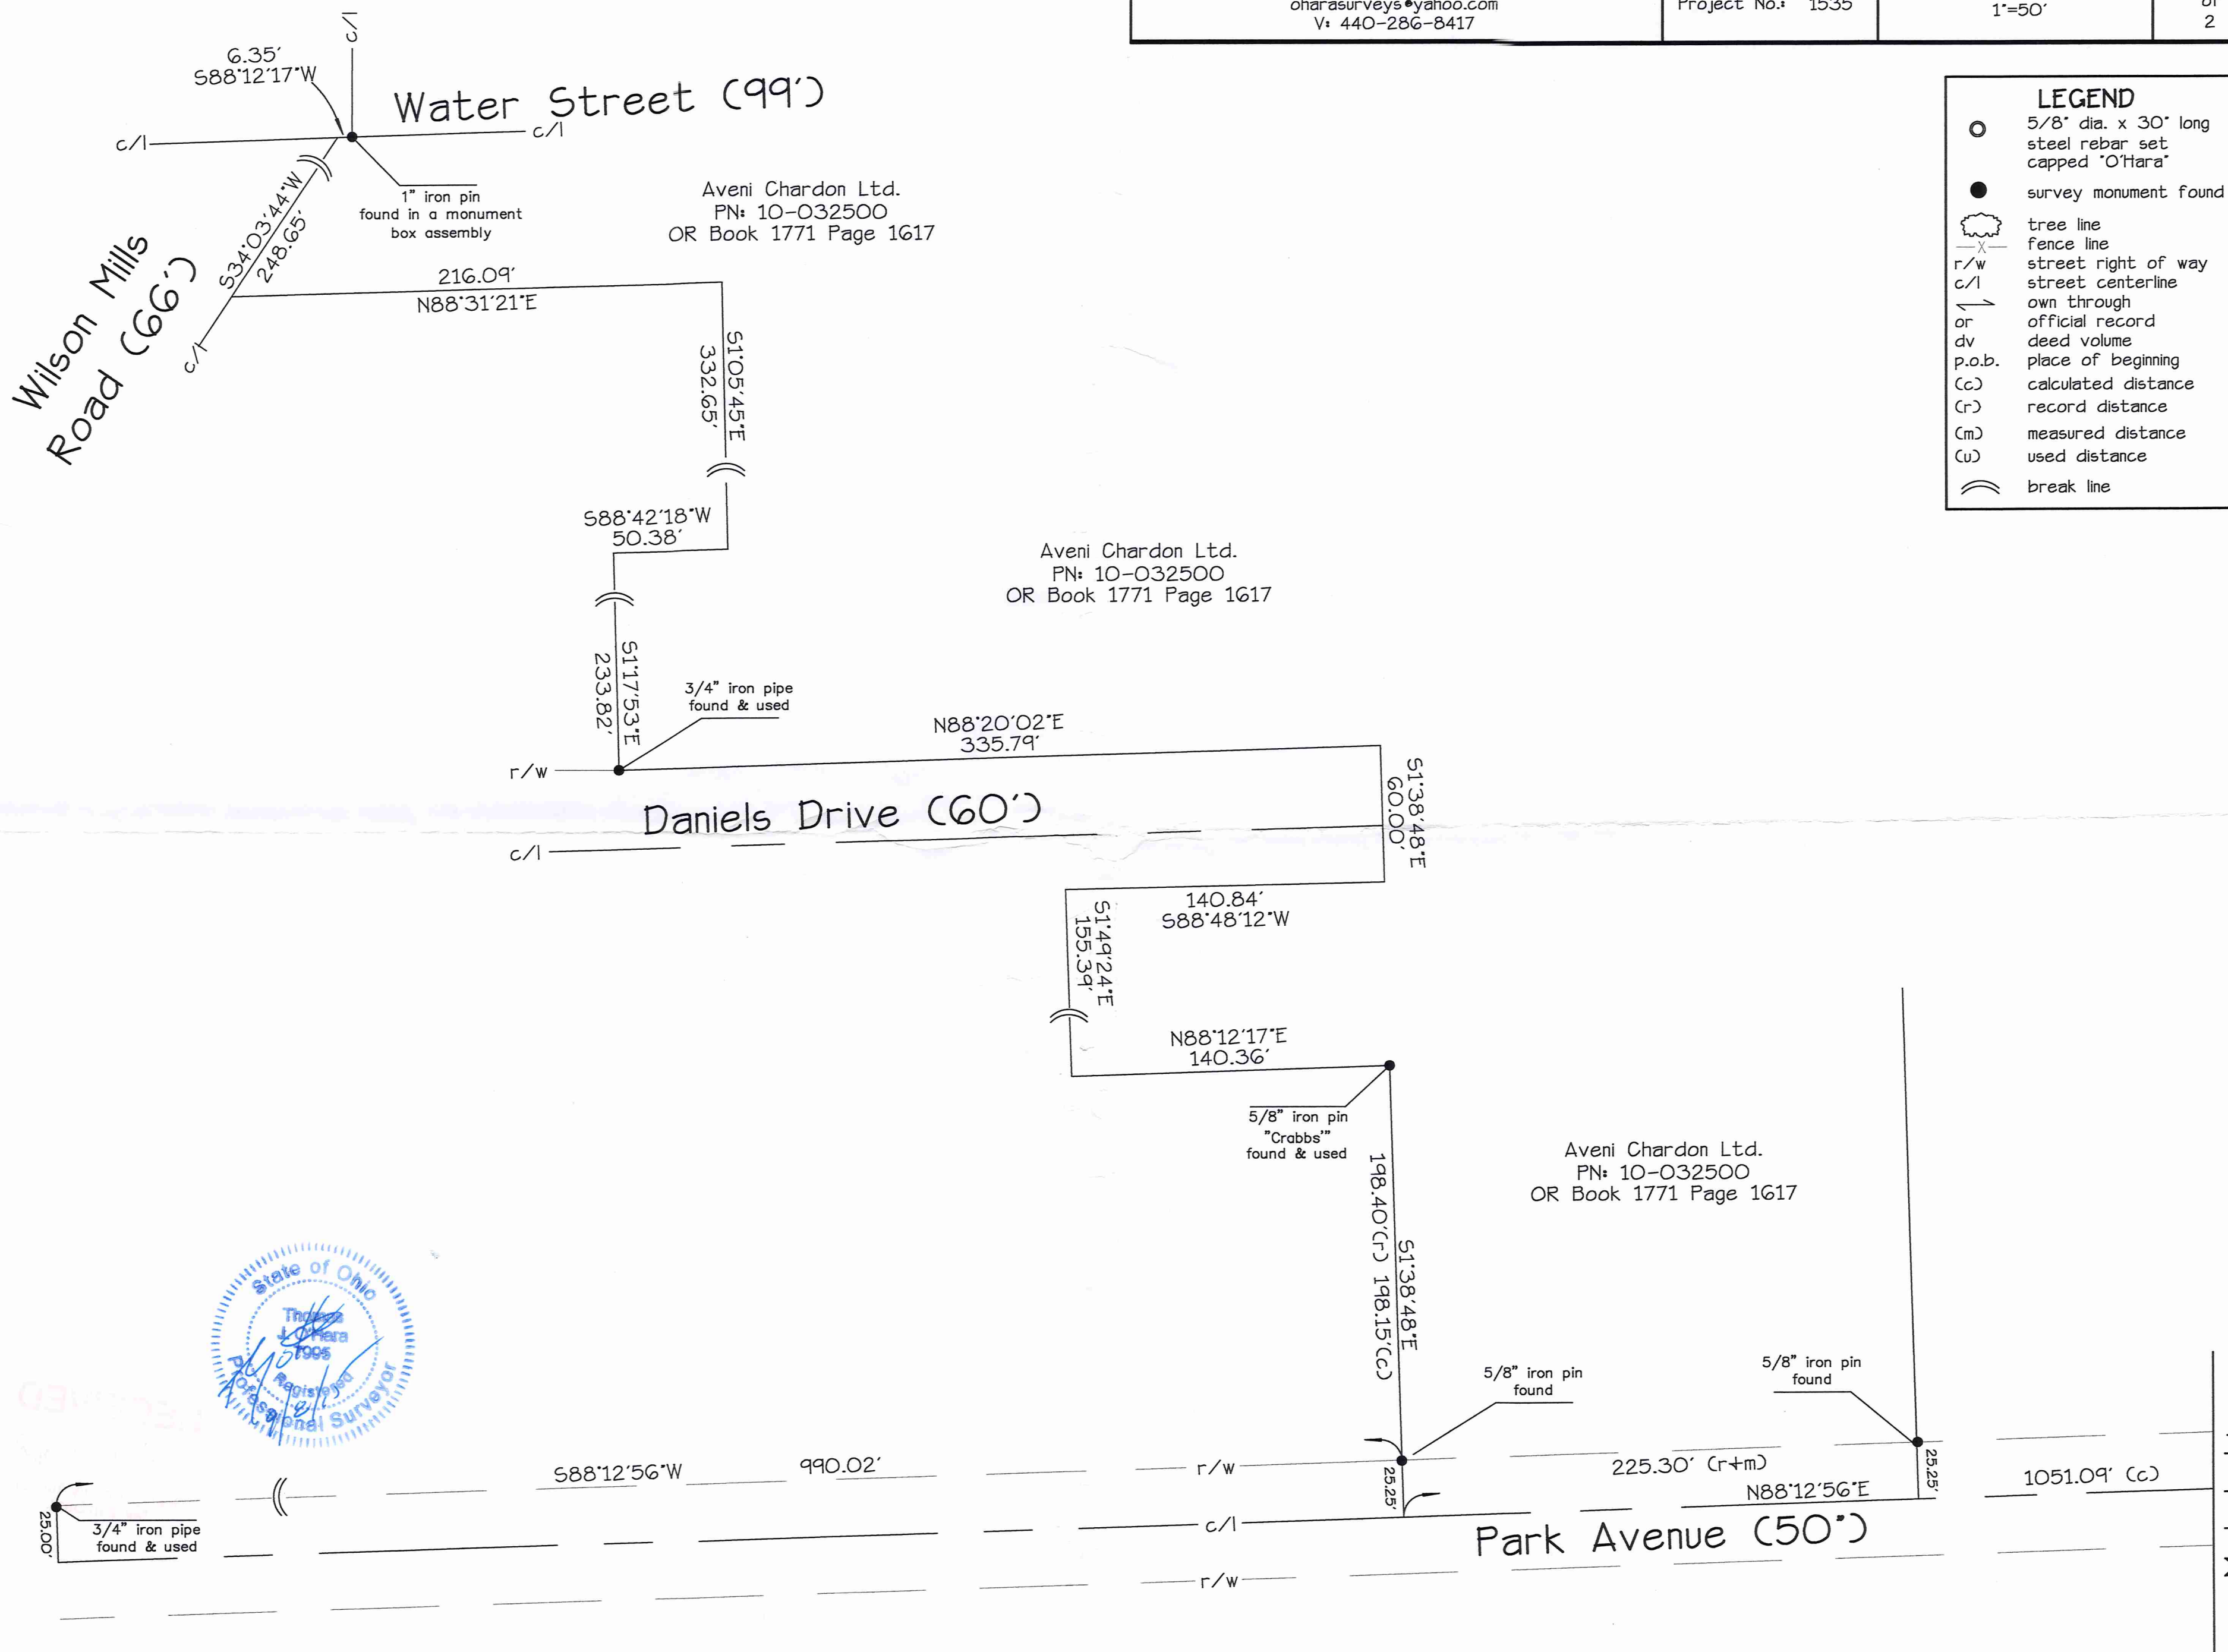 oharasurveys@yahoo.com
V: 440-286-8417
Project No.: 1535
1"=50'
of
2
LEGEND
5/8" dia. x 30" long
steel rebar set
capped "O'Hara"
survey monument found
tree line
x fence line
r/w street right of way
c/l street centerline
own through
or official record
dv deed volume
p.o.b. place of beginning
(c) calculated distance
(r) record distance
(m) measured distance
(u) used distance
break line
c/l
6.35'
S88°12'17"W
Water Street (99')
c/l
c/l
1" iron pin
found in a monument
box assembly
Aveni Chardon Ltd.
PN: 10-032500
OR Book 1771 Page 1617
S34°03'44"W
248.65'
Wilson Mills
Road (66')
c/l
216.09'
N88°31'21"E
S1°05'45"E
332.65'
S88°42'18"W
50.38'
Aveni Chardon Ltd.
PN: 10-032500
OR Book 1771 Page 1617
S1°17'53"E
233.82'
3/4" iron pipe
found & used
N88°20'02"E
335.79'
r/w
Daniels Drive (60')
c/l
S1°38'48"E
60.00'
140.84'
S88°48'12"W
S1°49'24"E
155.39'
N88°12'17"E
140.36'
5/8" iron pin
"Crabbs'"
found & used
Aveni Chardon Ltd.
PN: 10-032500
OR Book 1771 Page 1617
S1°38'48"E
198.40'(r) 198.15'(c)
State of Ohio
Thomas
J. O'Hara
7995
Registered
Professional Surveyor
5/8" iron pin
found
5/8" iron pin
found
S88°12'56"W 990.02'
r/w
225.30' (r+m)
N88°12'56"E
1051.09' (c)
25.25'
25.25'
25.00'
3/4" iron pipe
found & used
c/l
Park Avenue (50")
r/w